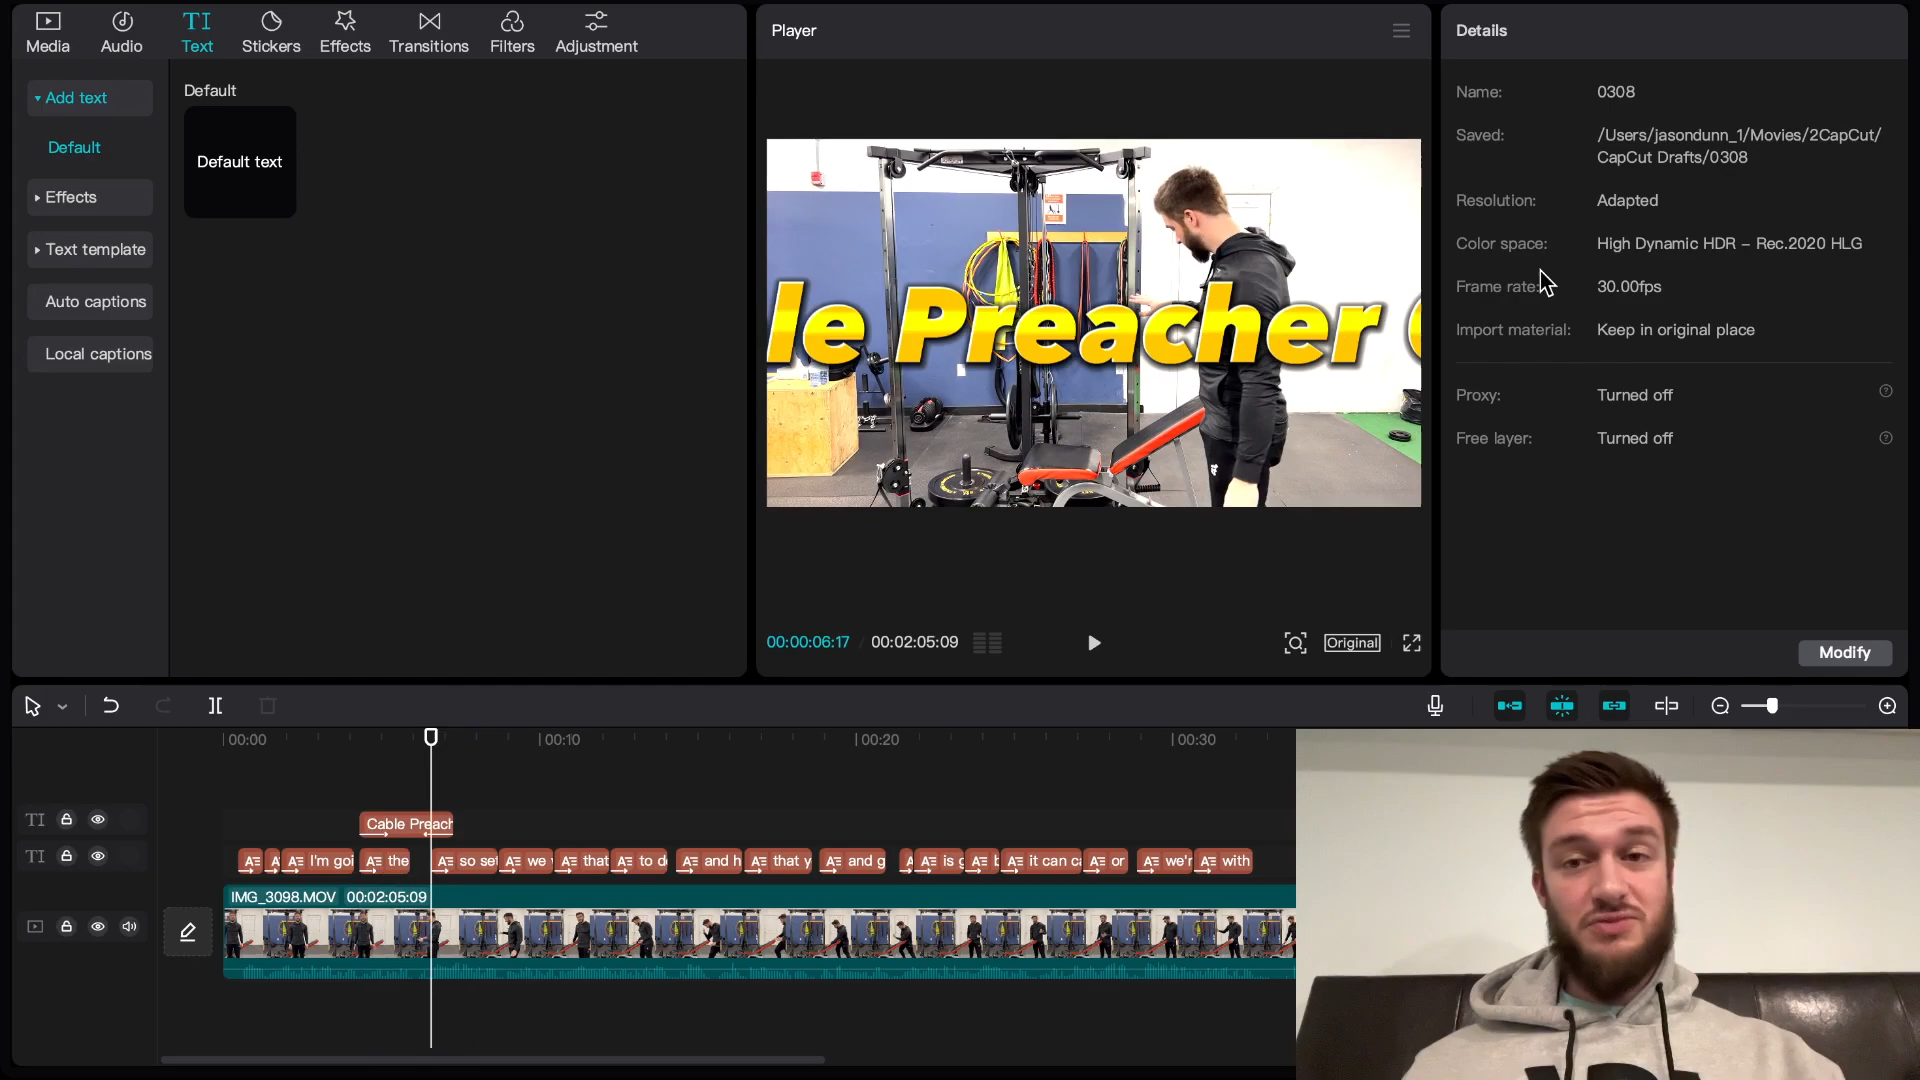 Media
Audio
Text
Stickers
Effects
Transitions
Filters
Adjustment
Add text
Default
Effects
Text template
Auto captions
Local captions
Default
Default text
Player
le Preacher
00:00:06:17 / 00:02:05:09
Original
Details
Name: 0308
Saved: /Users/jasondunn_1/Movies/2CapCut/
CapCut Drafts/0308
Resolution: Adapted
Color space: High Dynamic HDR – Rec.2020 HLG
Frame rate: 30.00fps
Import material: Keep in original place
Proxy: Turned off
Free layer: Turned off
Modify
00:00
00:10
00:20
00:30
Cable Preach
I'm goi
the
so set
we
that
to d
and h
that y
and g
is g
it can ca
or
we'r
with
IMG_3098.MOV 00:02:05:09